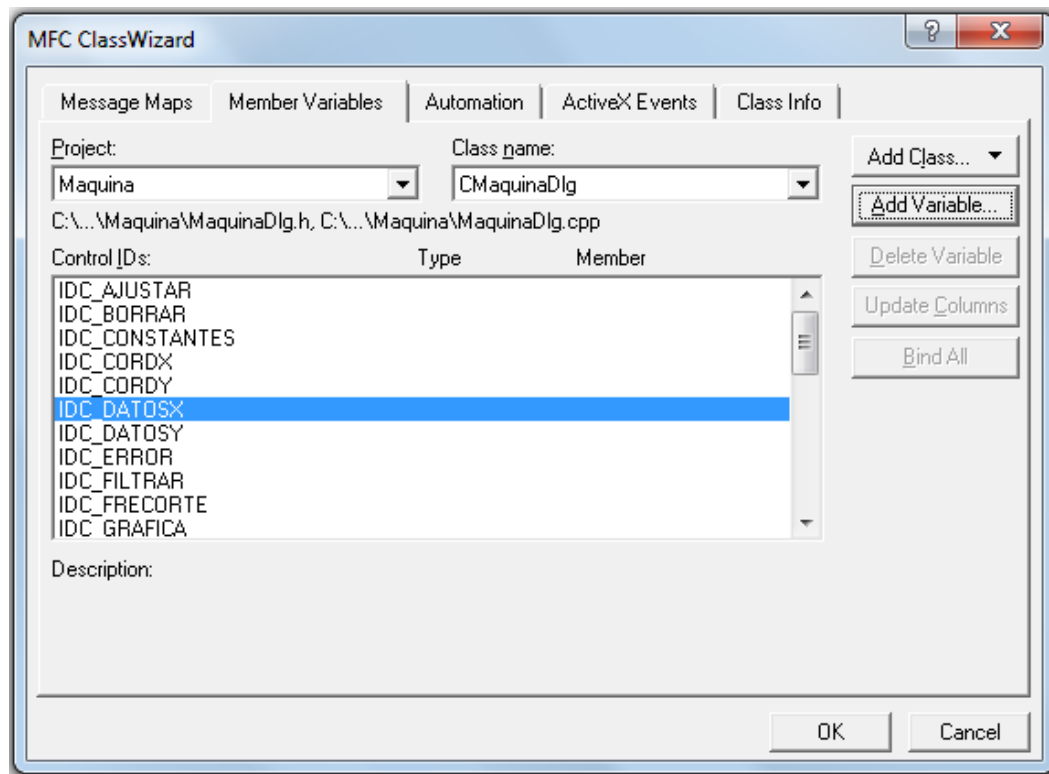 MFC ClassWizard
Message Maps
Member Variables
Automation
ActiveX Events
Class Info
Project:
Class name:
Add Class...
Maquina
CMaquinaDlg
Add Variable...
C:\...\Maquina\MaquinaDlg.h, C:\...\Maquina\MaquinaDlg.cpp
Control IDs:
Type
Member
Delete Variable
IDC_AJUSTAR
IDC_BORRAR
Update Columns
IDC_CONSTANTES
IDC_CORDX
Bind All
IDC_CORDY
IDC_DATOSX
IDC_DATOSY
IDC_ERROR
IDC_FILTRAR
IDC_FRECORTE
IDC_GRAFICA
Description:
OK
Cancel